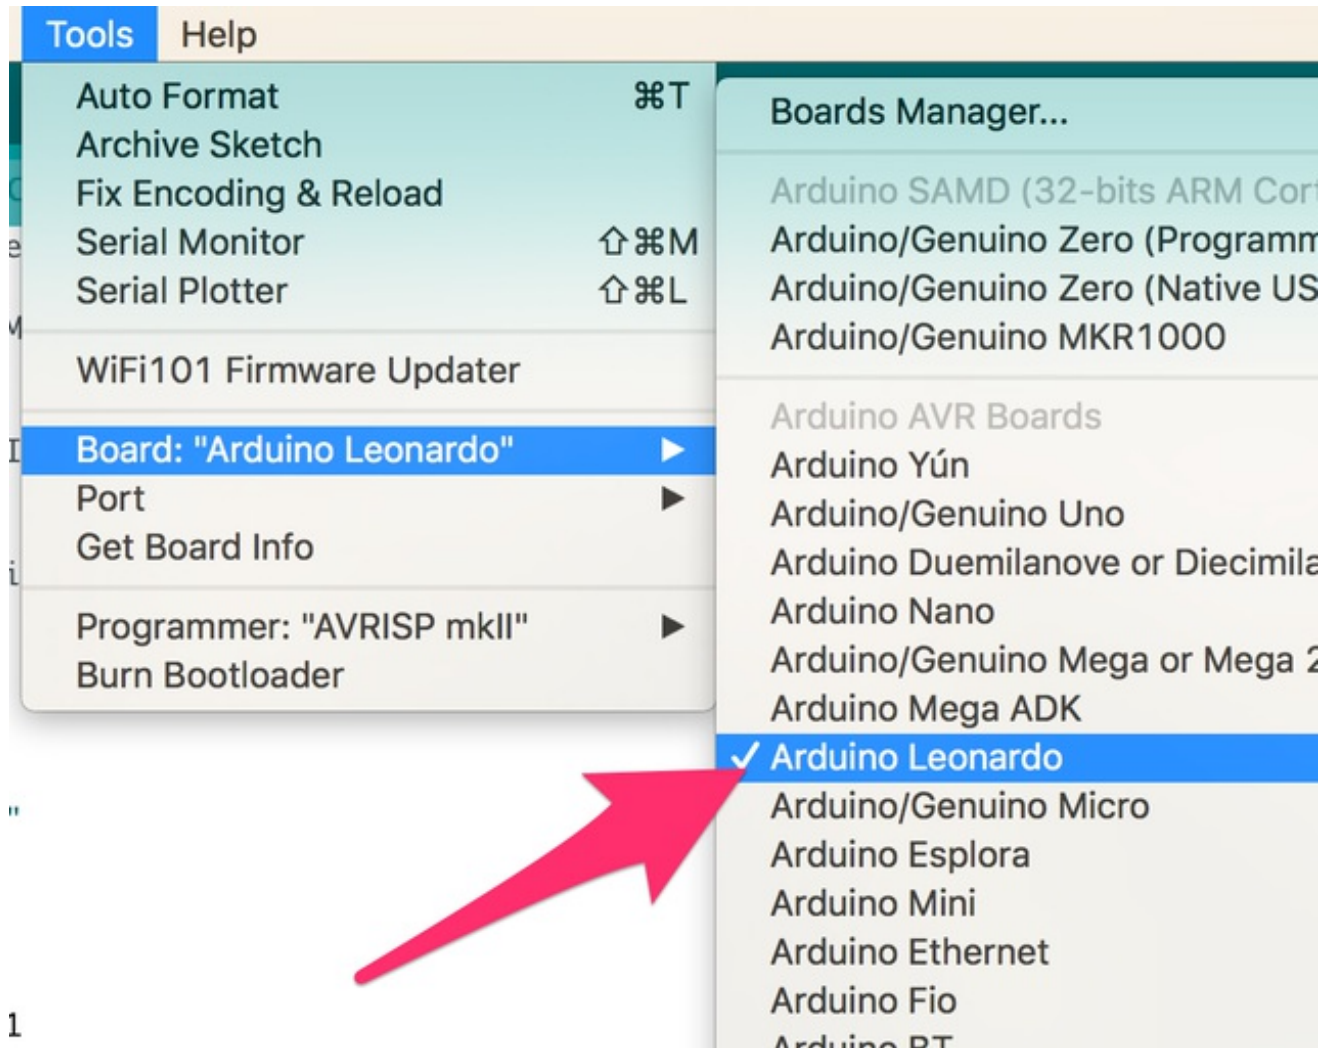 Tools Help
Auto Format ⌘T
Archive Sketch
Fix Encoding & Reload
Serial Monitor ⇧⌘M
Serial Plotter ⇧⌘L
WiFi101 Firmware Updater
Board: "Arduino Leonardo" ▶
Port ▶
Get Board Info
Programmer: "AVRISP mkII" ▶
Burn Bootloader
Boards Manager...
Arduino SAMD (32-bits ARM
Arduino/Genuino Zero
Arduino/Genuino Zero (Native
Arduino/Genuino MKR1000
Arduino AVR Boards
Arduino Yún
Arduino/Genuino Uno
Arduino Duemilanove or
Arduino Nano
Arduino/Genuino Mega or Mega
Arduino Mega ADK
✓ Arduino Leonardo
Arduino/Genuino Micro
Arduino Esplora
Arduino Mini
Arduino Ethernet
Arduino Fio
Arduino BT